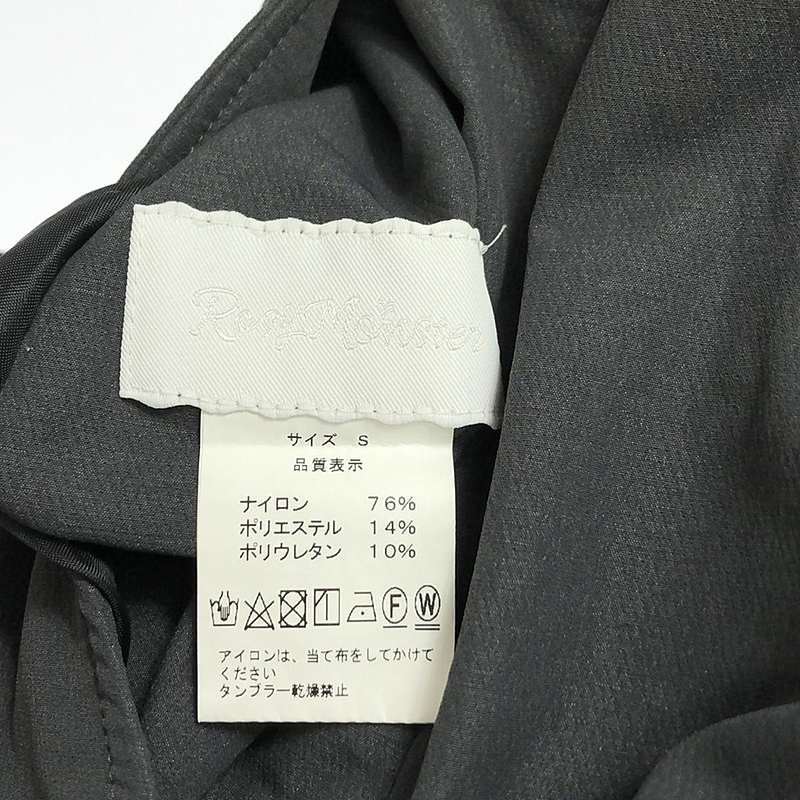 Real Monster
サイズ S
品質表示
ナイロン 76%
ポリエステル 14%
ポリウレタン 10%
F W
アイロンは、当て布をしてかけて
ください
タンブラー乾燥禁止